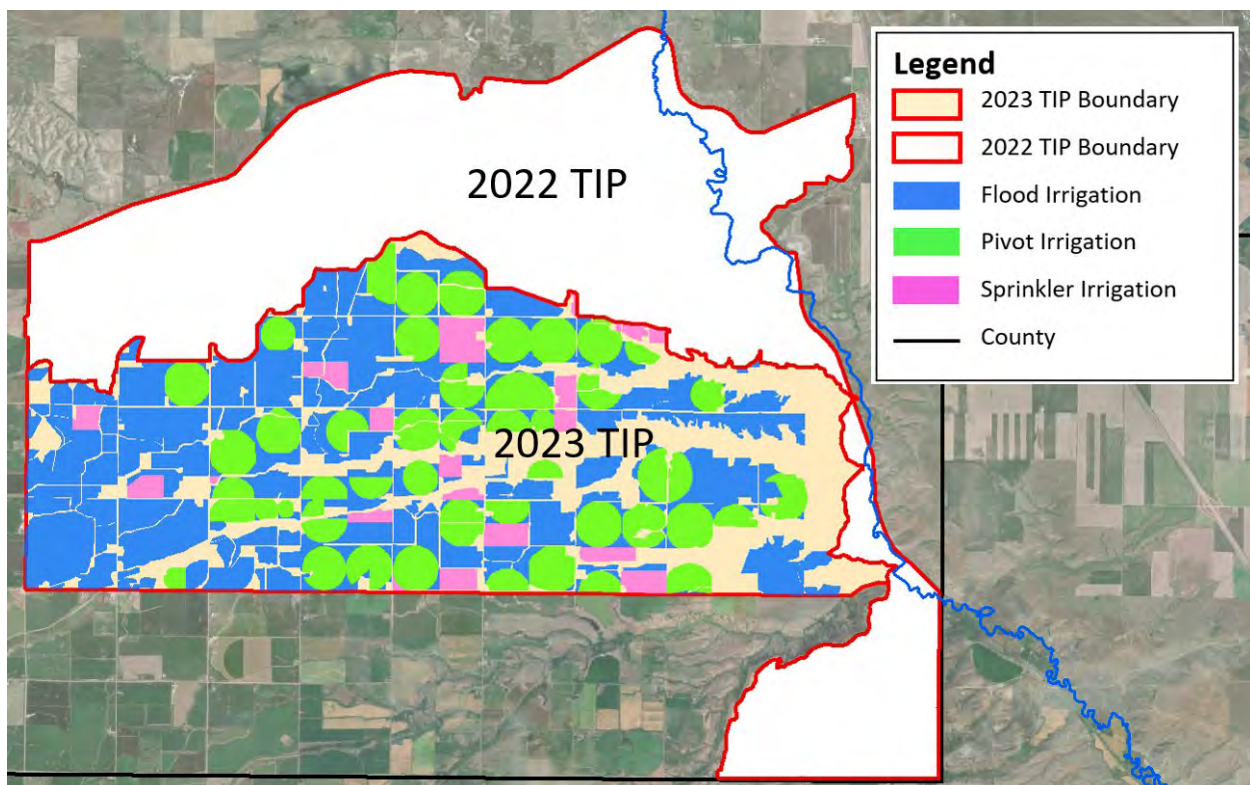 Legend
2023 TIP Boundary
2022 TIP Boundary
Flood Irrigation
Pivot Irrigation
Sprinkler Irrigation
County
2022 TIP
2023 TIP